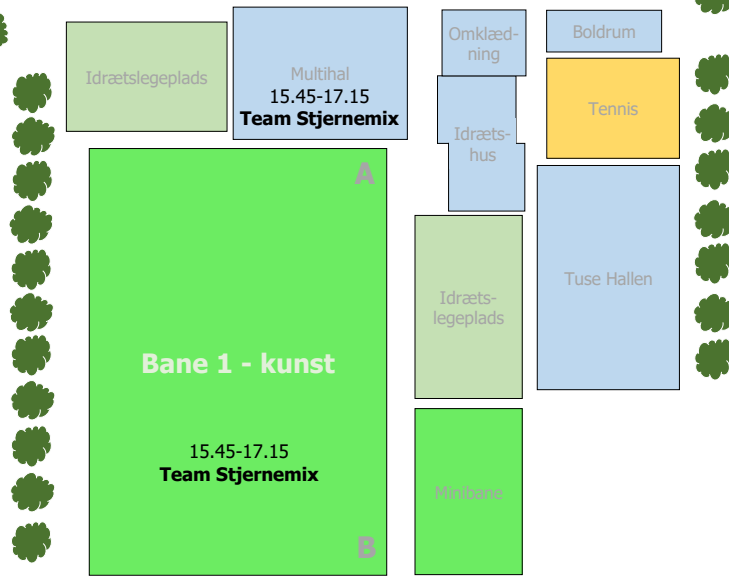 Idrætslegeplads
Multihal
15.45-17.15
Team Stjernemix
Omklæd-
ning
Boldrum
Tennis
Idræts-
hus
A
Tuse Hallen
Idræts-
legeplads
Bane 1 - kunst
15.45-17.15
Team Stjernemix
Minibane
B